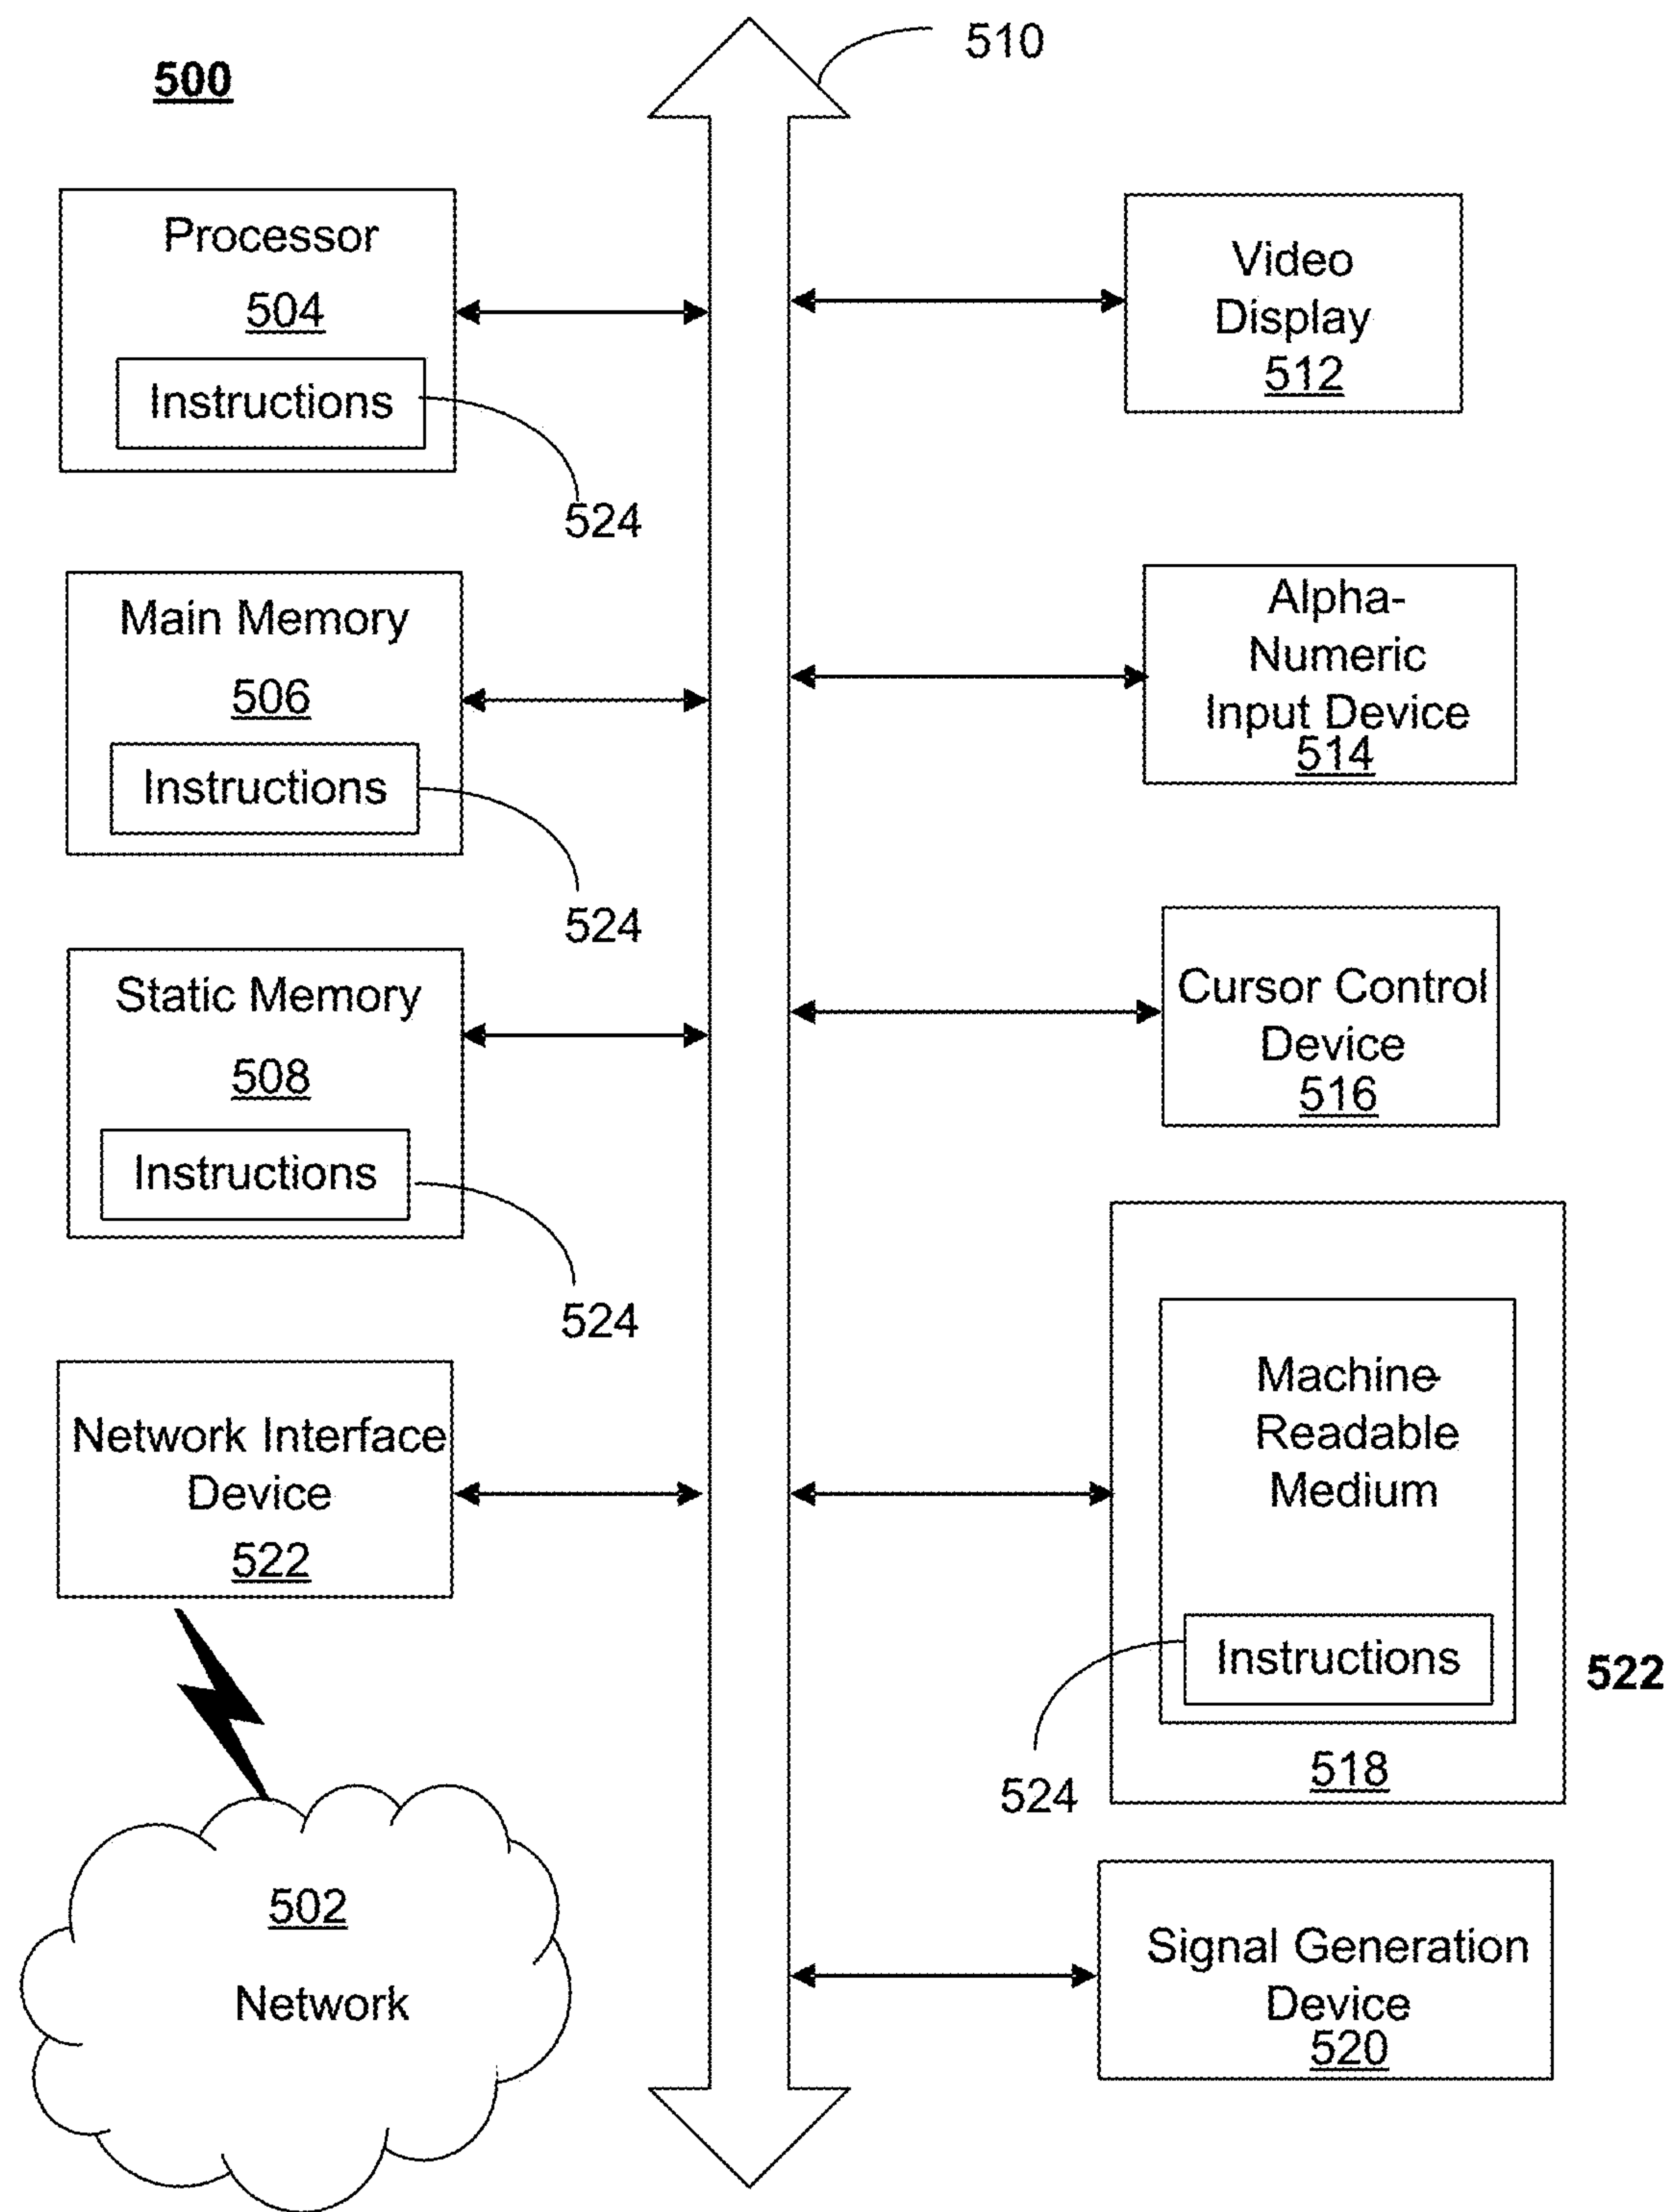 500
510
Processor
504
Instructions
524
Main Memory
506
Instructions
524
Static Memory
508
Instructions
524
Network Interface
Device
522
502
Network
Video
Display
512
Alpha-
Numeric
Input Device
514
Cursor Control
Device
516
Machine-
Readable
Medium
Instructions
524
518
522
Signal Generation
Device
520